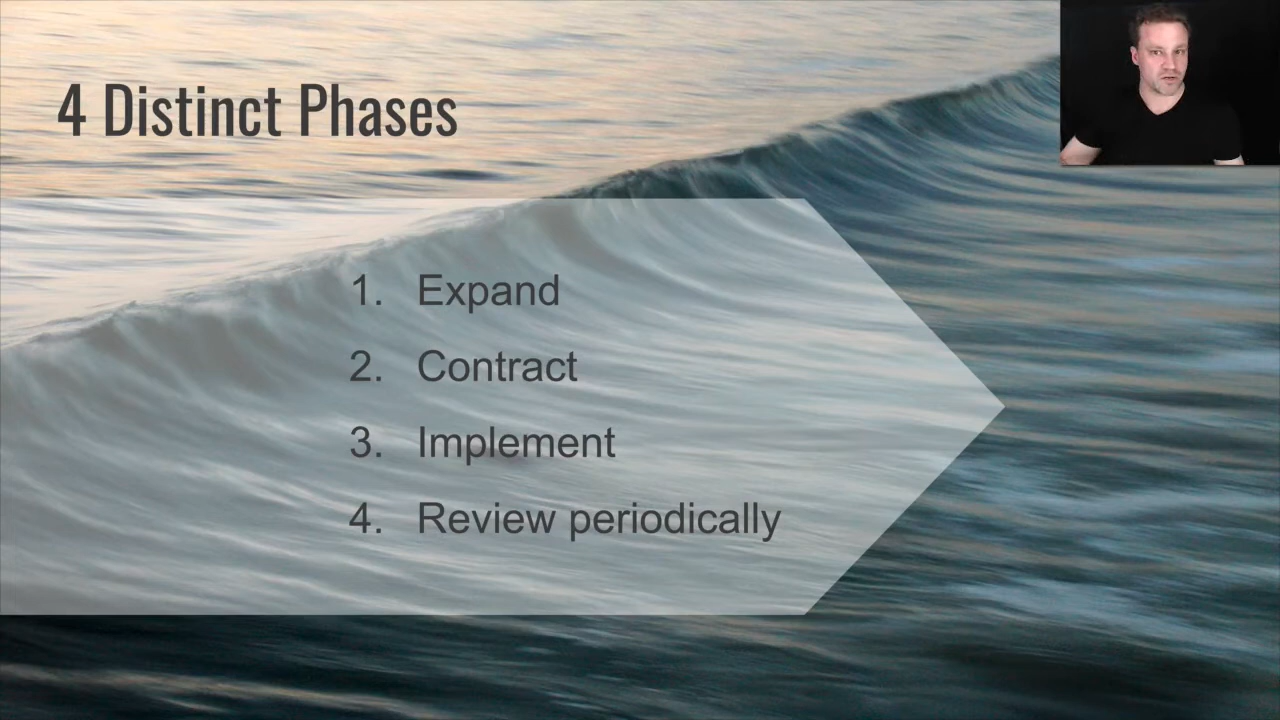 4 Distinct Phases
1. Expand
2. Contract
3. Implement
4. Review periodically